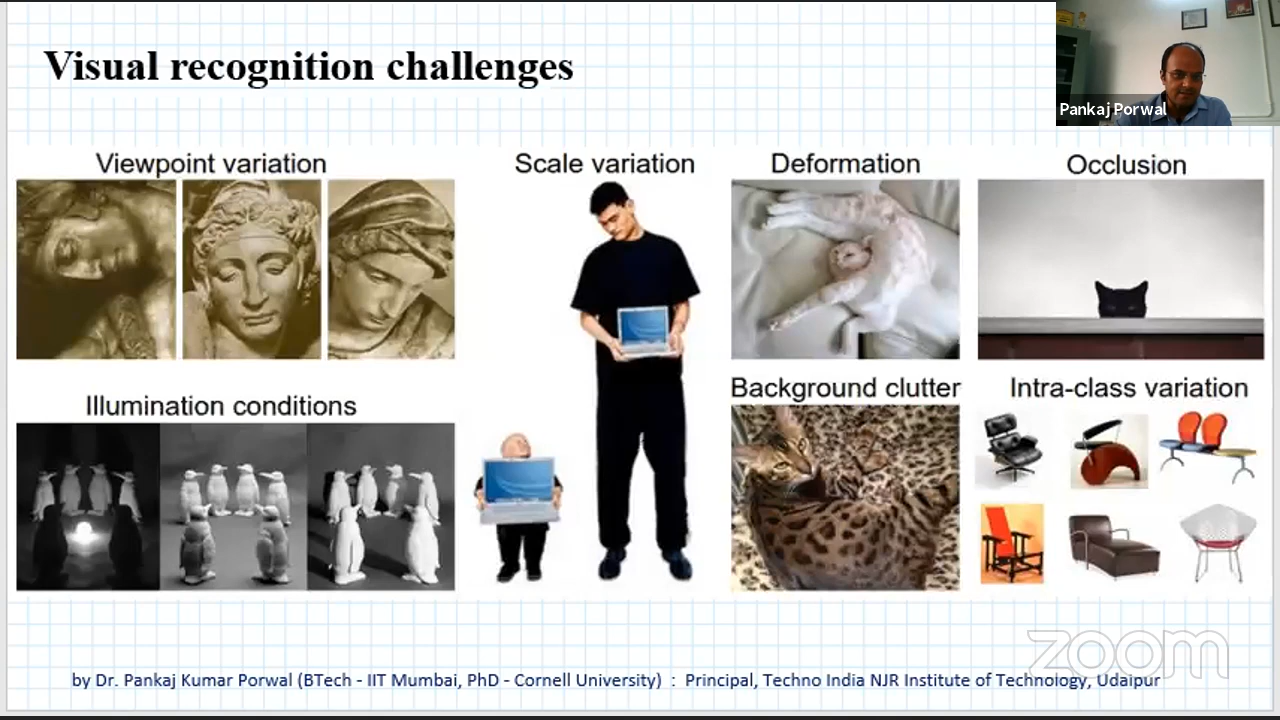 Visual recognition challenges
Pankaj Porwal
Viewpoint variation
Scale variation
Deformation
Occlusion
Illumination conditions
Background clutter
Intra-class variation
zoom
by Dr. Pankaj Kumar Porwal (BTech - IIT Mumbai, PhD - Cornell University) : Principal, Techno India NJR Institute of Technology, Udaipur